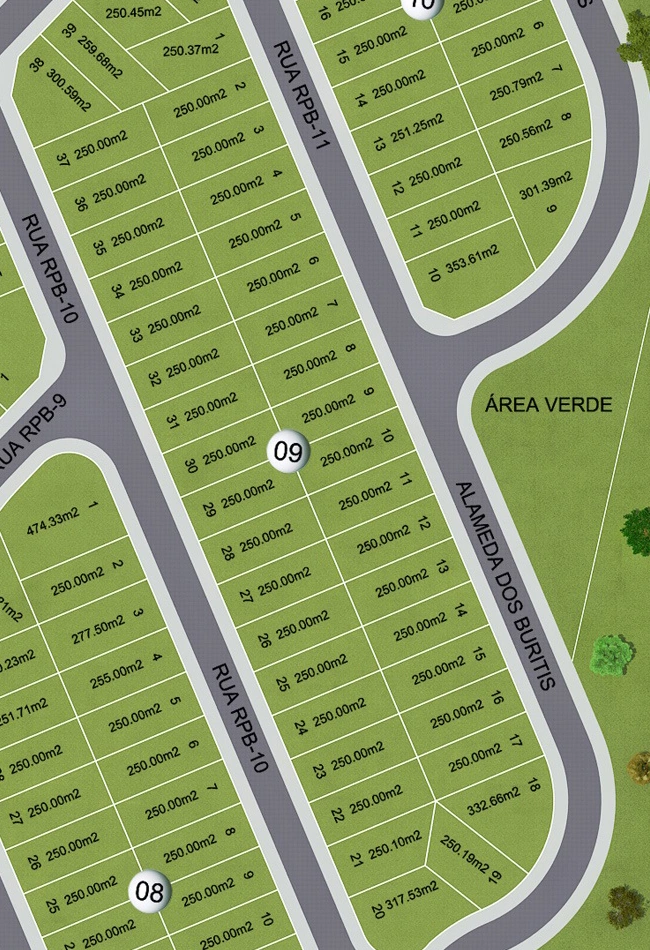 250.45m2
39 259.68m2
38 300.59m2
1 250.37m2
2 250.00m2
3 250.00m2
4 250.00m2
5 250.00m2
6 250.00m2
7 250.00m2
8 250.00m2
9 250.00m2
10 250.00m2
11 250.00m2
12 250.00m2
13 250.00m2
14 250.00m2
15 250.00m2
16 250.00m2
17 250.00m2
18 332.66m2
250.19m2 19
20 317.53m2
21 250.10m2
22 250.00m2
23 250.00m2
24 250.00m2
25 250.00m2
26 250.00m2
27 250.00m2
28 250.00m2
29 250.00m2
30 250.00m2
31 250.00m2
32 250.00m2
33 250.00m2
34 250.00m2
35 250.00m2
36 250.00m2
37 250.00m2
09
RUA RPB-11
RUA RPB-10
RUA RPB-9
RUA RPB-10
ALAMEDA DOS BURITIS
ÁREA VERDE
10
16
15 250.00m2
14 250.00m2
13 251.25m2
12 250.00m2
11 250.00m2
10 353.61m2
250.00m2 6
250.79m2 7
250.56m2 8
301.39m2 9
1
474.33m2 1
250.00m2 2
277.50m2 3
255.00m2 4
250.00m2 5
250.00m2 6
250.00m2 7
250.00m2 8
250.00m2 9
250.00m2 10
251.71m2
250.00m2
27 250.00m2
26 250.00m2
25 250.00m2
250.00m2
08